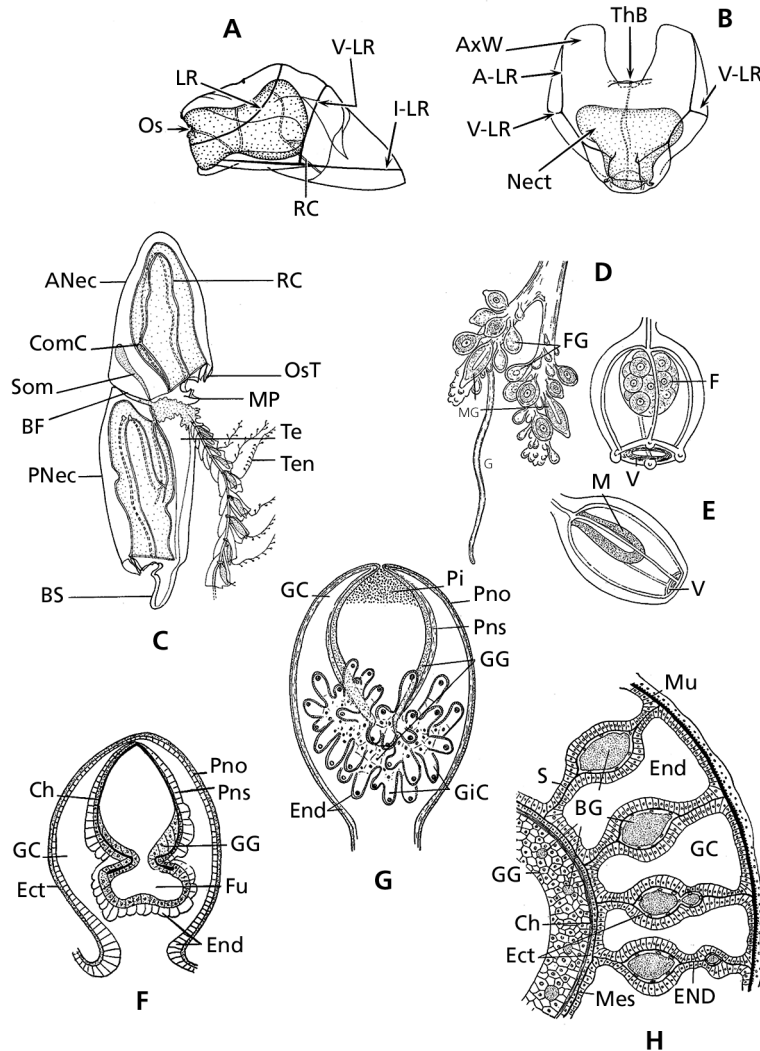 A
V-LR
LR
I-LR
Os
RC
ThB
B
AxW
A-LR
V-LR
V-LR
Nect
ANec
RC
ComC
Som
OsT
BF
MP
Te
PNec
Ten
BS
C
D
FG
MG
G
F
V
M
E
V
GC
Pi
Pno
Pns
GG
End
GiC
G
Pno
Ch
Pns
GC
GG
Ect
Fu
End
F
Mu
S
End
BG
GC
GG
Ch
Ect
Mes
END
H